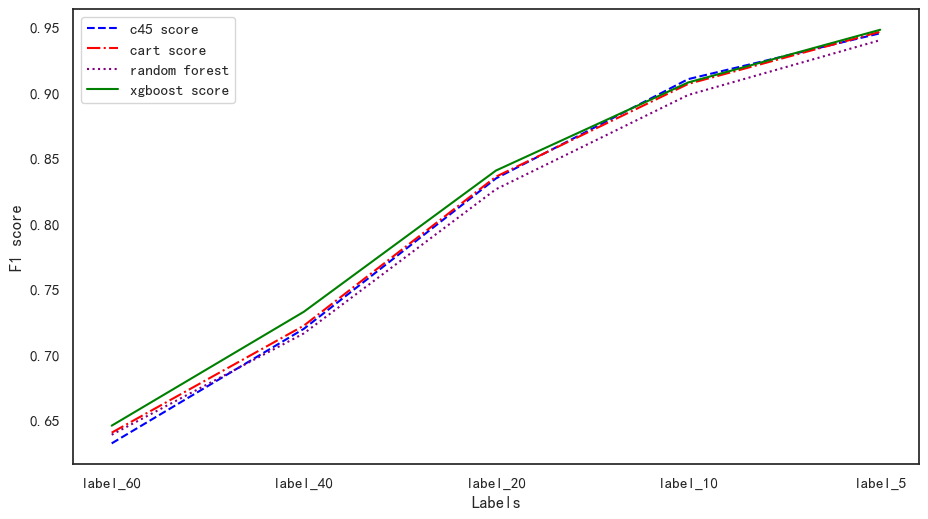 c45 score
cart score
random forest
xgboost score
0.95
0.90
0.85
0.80
0.75
0.70
0.65
F1 score
label_60 label_40 label_20 label_10 label_5
Labels